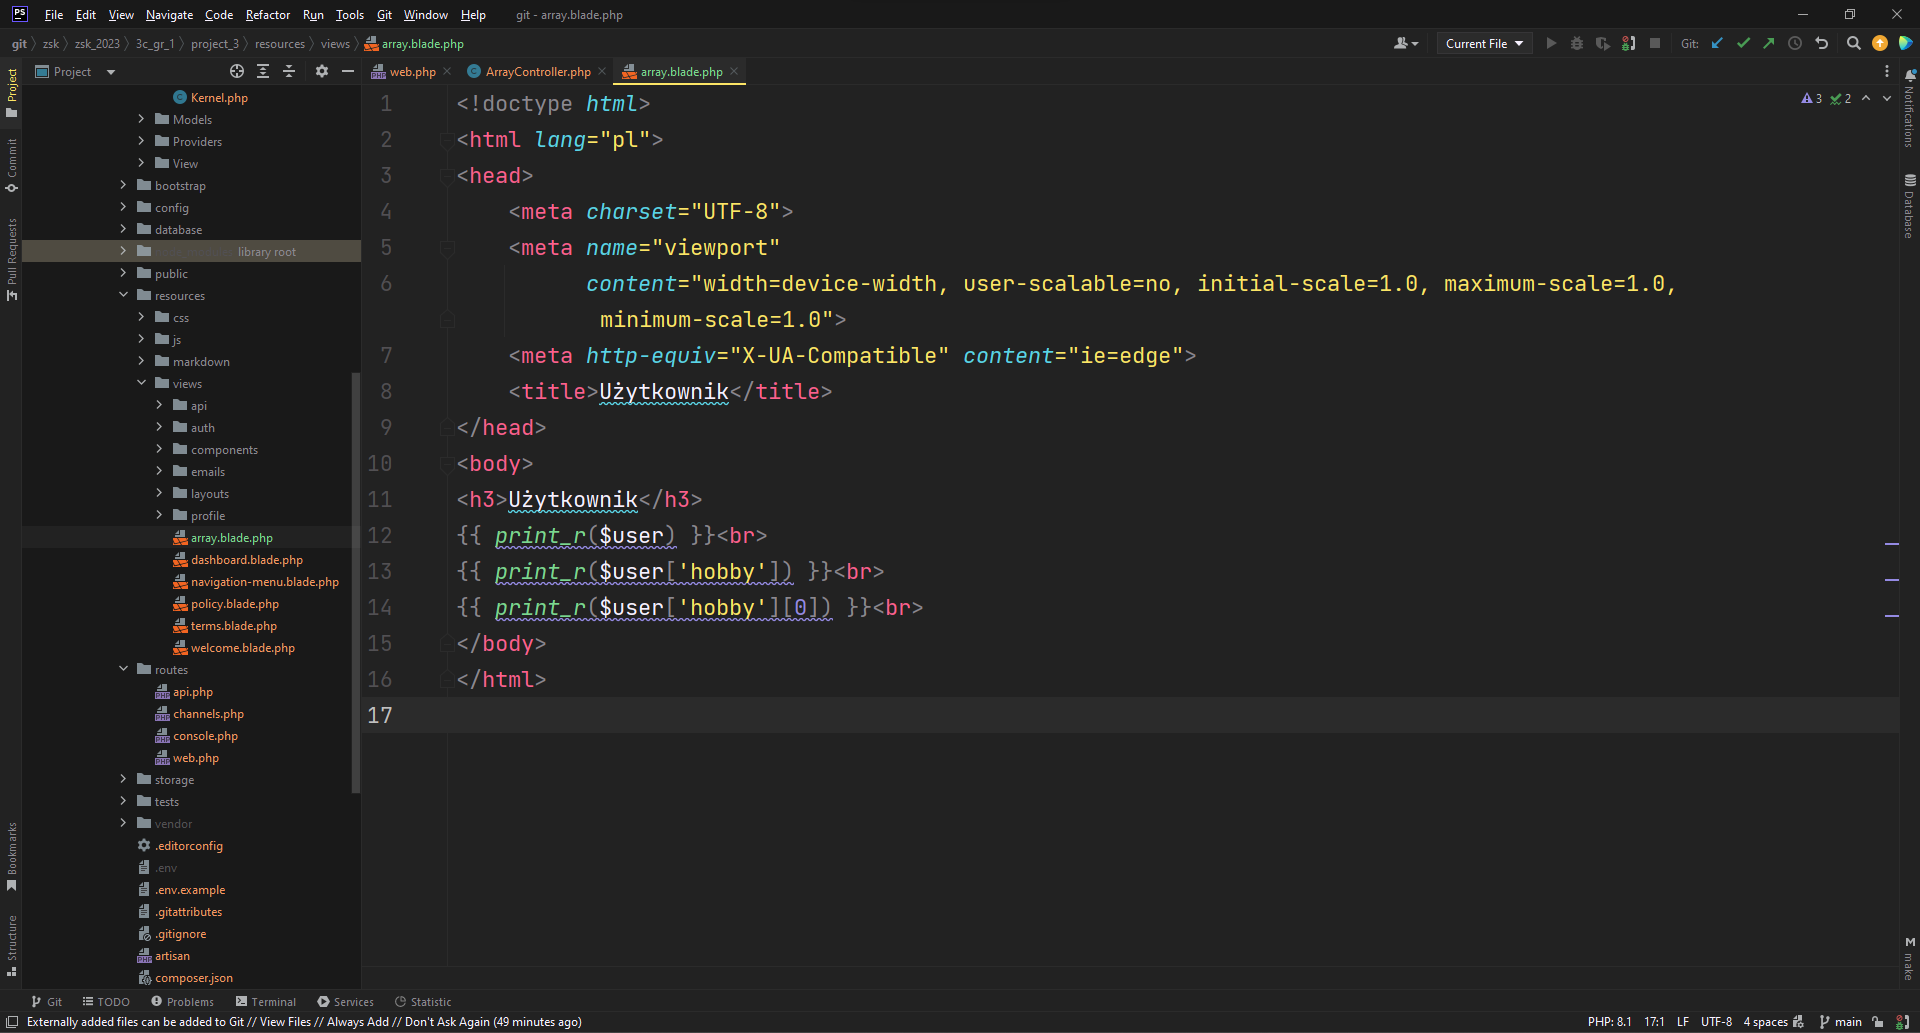 PS File Edit View Navigate Code Refactor Run Tools Git Window Help git - array.blade.php
git zsk zsk_2023 3c_gr_1 project_3 resources views array.blade.php Current File Git:
Project web.php ArrayController.php array.blade.php
Project
Commit
Pull Requests
Bookmarks
Structure
Kernel.php
Models
Providers
View
bootstrap
config
database
library root
public
resources
css
js
markdown
views
api
auth
components
emails
layouts
profile
array.blade.php
dashboard.blade.php
navigation-menu.blade.php
policy.blade.php
terms.blade.php
welcome.blade.php
routes
api.php
channels.php
console.php
web.php
storage
tests
vendor
.editorconfig
.env
.env.example
.gitattributes
.gitignore
artisan
composer.json
1 <!doctype html>
2 <html lang="pl">
3 <head>
4 <meta charset="UTF-8">
5 <meta name="viewport"
6 content="width=device-width, user-scalable=no, initial-scale=1.0, maximum-scale=1.0,
minimum-scale=1.0">
7 <meta http-equiv="X-UA-Compatible" content="ie=edge">
8 <title>Użytkownik</title>
9 </head>
10 <body>
11 <h3>Użytkownik</h3>
12 {{ print_r($user) }}<br>
13 {{ print_r($user['hobby']) }}<br>
14 {{ print_r($user['hobby'][0]) }}<br>
15 </body>
16 </html>
17
3 2
Notifications
Database
M make
Git TODO Problems Terminal Services Statistic
Externally added files can be added to Git // View Files // Always Add // Don't Ask Again (49 minutes ago) PHP: 8.1 17:1 LF UTF-8 4 spaces main